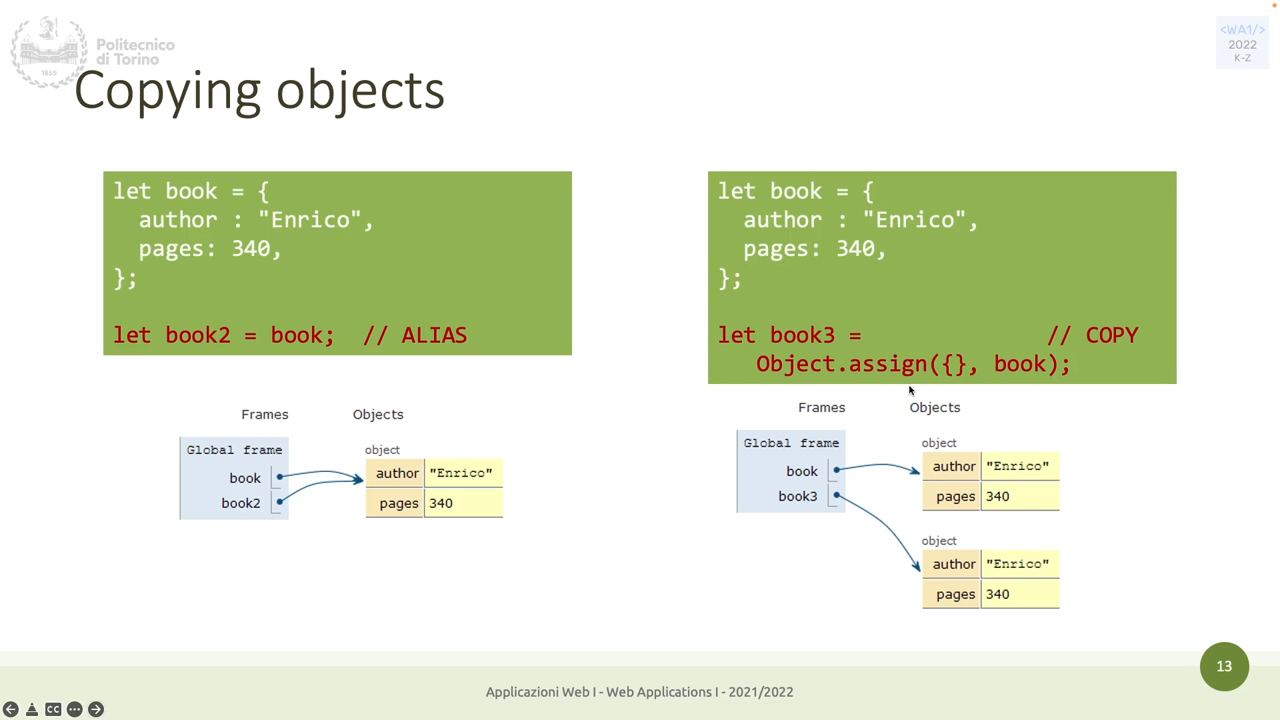 Politecnico
di Torino
1859
<WA1/>
2022
K-Z
Copying objects
let book = {
author : "Enrico",
pages: 340,
};
let book2 = book; // ALIAS
Frames Objects
Global frame
book
book2
object
author "Enrico"
pages 340
let book = {
author : "Enrico",
pages: 340,
};
let book3 = // COPY
Object.assign({}, book);
Frames Objects
Global frame
book
book3
object
author "Enrico"
pages 340
object
author "Enrico"
pages 340
13
Applicazioni Web I - Web Applications I - 2021/2022
CC